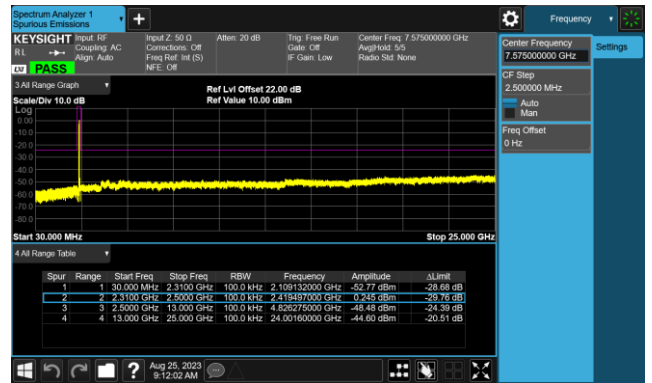 Spectrum Analyzer 1
Spurious Emissions
+
Frequency
KEYSIGHT
RL
LXI PASS
Input: RF
Coupling: AC
Align: Auto
Input Z: 50 Ω
Corrections: Off
Freq Ref: Int (S)
NFE: Off
Atten: 20 dB
Trig: Free Run
Gate: Off
IF Gain: Low
Center Freq: 7.575000000 GHz
Avg|Hold: 5/5
Radio Std: None
Center Frequency
7.575000000 GHz
Settings
CF Step
2.500000 MHz
Auto
Man
Freq Offset
0 Hz
3 All Range Graph
Scale/Div 10.0 dB
Ref Lvl Offset 22.00 dB
Ref Value 10.00 dBm
Log
0.00
-10.0
-20.0
-30.0
-40.0
-50.0
-60.0
-70.0
-80.0
Start 30.000 MHz
Stop 25.000 GHz
4 All Range Table
Spur Range Start Freq Stop Freq RBW Frequency Amplitude ΔLimit
1 1 30.000 MHz 2.3100 GHz 100.0 kHz 2.109132000 GHz -52.77 dBm -28.68 dB
2 2 2.3100 GHz 2.5000 GHz 100.0 kHz 2.419497000 GHz 0.245 dBm -29.76 dB
3 3 2.5000 GHz 13.000 GHz 100.0 kHz 4.826275000 GHz -48.48 dBm -24.39 dB
4 4 13.000 GHz 25.000 GHz 100.0 kHz 24.00160000 GHz -44.60 dBm -20.51 dB
?
Aug 25, 2023
9:12:02 AM